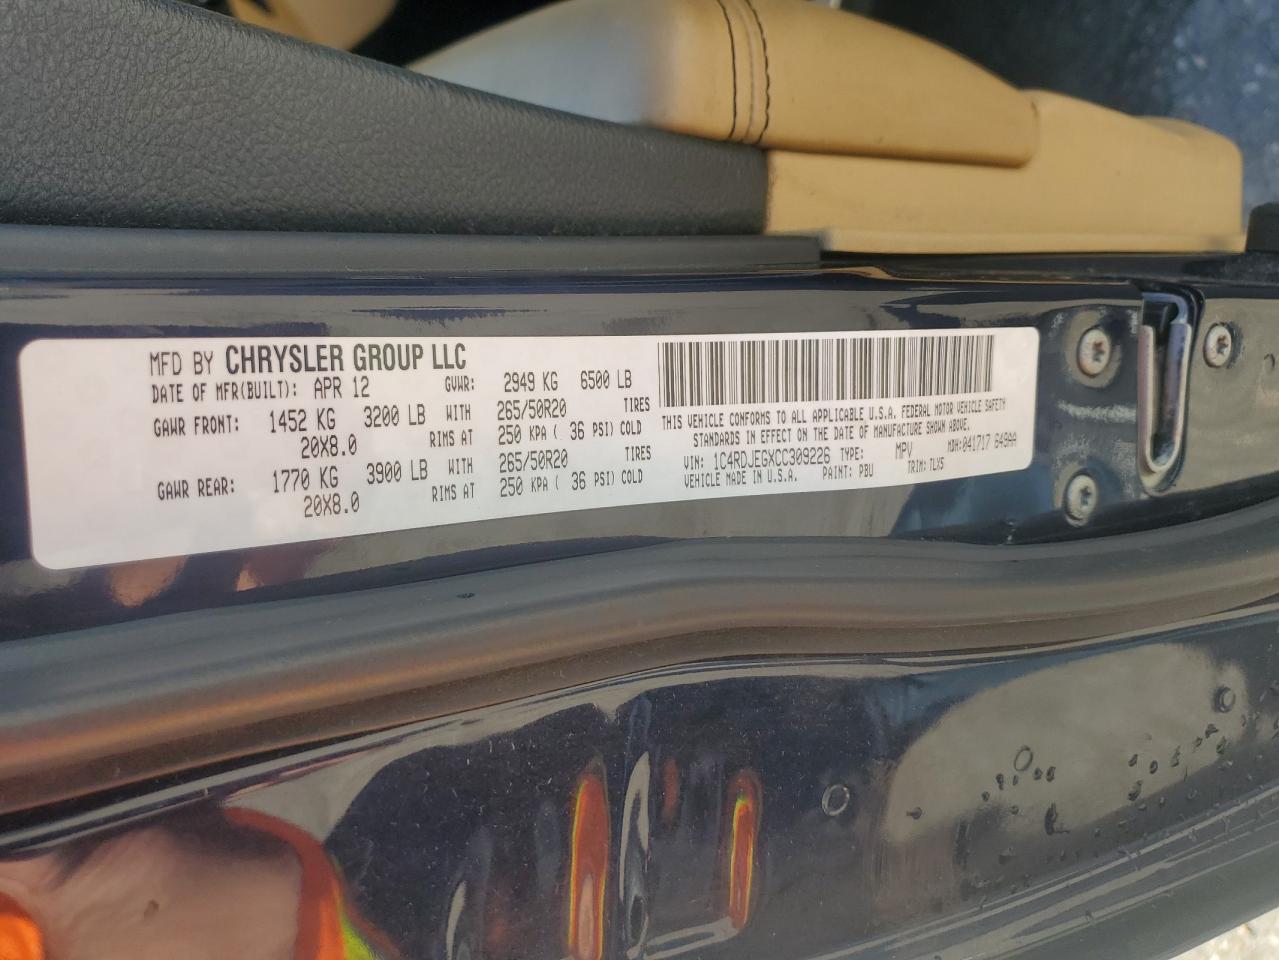 MFD BY CHRYSLER GROUP LLC
DATE OF MFR(BUILT): APR 12 GVWR: 2949 KG 6500 LB
GAWR FRONT: 1452 KG 3200 LB WITH 265/50R20 TIRES
20X8.0 RIMS AT 250 KPA ( 36 PSI) COLD
GAWR REAR: 1770 KG 3900 LB WITH 265/50R20 TIRES
20X8.0 RIMS AT 250 KPA ( 36 PSI) COLD
THIS VEHICLE CONFORMS TO ALL APPLICABLE U.S.A. FEDERAL MOTOR VEHICLE SAFETY
STANDARDS IN EFFECT ON THE DATE OF MANUFACTURE SHOWN ABOVE.
VIN: 1C4RDJEGXCC309226 TYPE: MPV MDH: 041717 649AA
VEHICLE MADE IN U.S.A. PAINT: PBU TRIM: TLX5